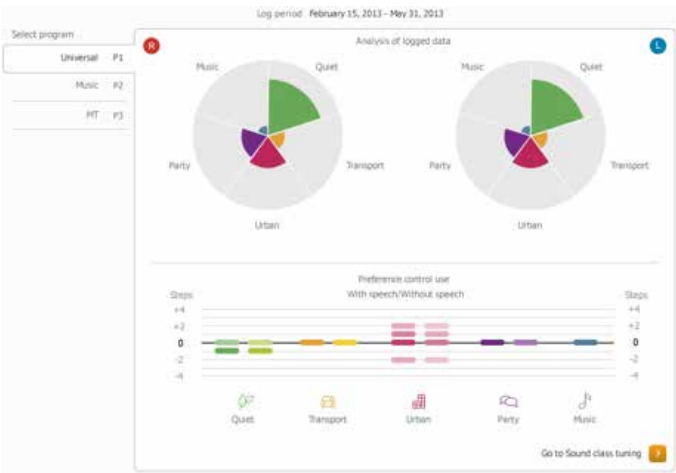 Log period February 15, 2013 - May 31, 2013
Select program
Universal P1
Music P2
MT P3
R
Analysis of logged data
L
Music Quiet
Party Transport
Urban
Music Quiet
Party Transport
Urban
Preference control use
With speech/Without speech
Steps Steps
+4 +4
+2 +2
0 0
-2 -2
-4 -4
Quiet Transport Urban Party Music
Go to Sound class tuning